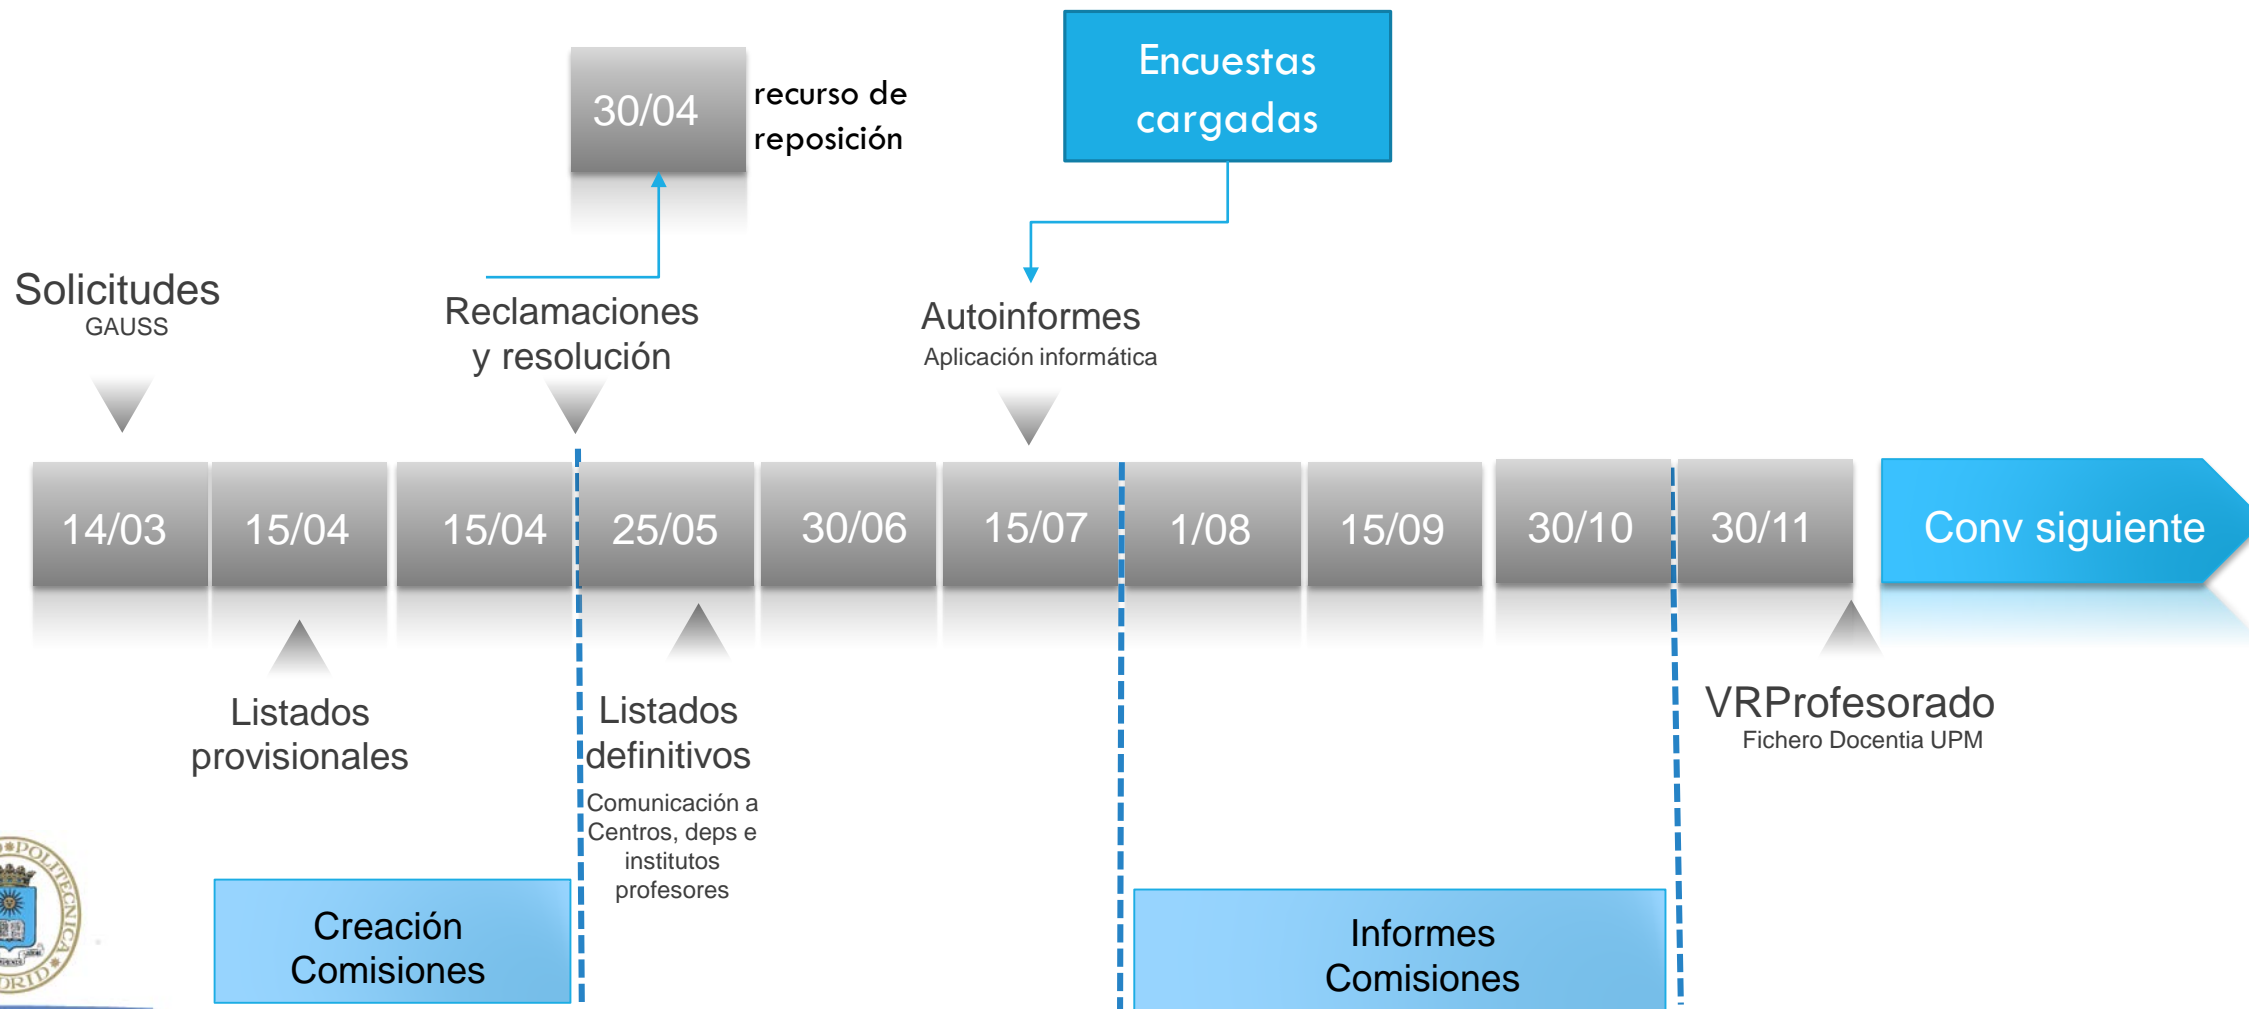 Encuestas
cargadas
30/04
recurso de
reposición
Solicitudes
GAUSS
Reclamaciones
y resolución
Autoinformes
Aplicación informática
14/03
15/04
15/04
25/05
30/06
15/07
1/08
15/09
30/10
30/11
Conv siguiente
Listados
provisionales
Listados
definitivos
Comunicación a
Centros, deps e
institutos
profesores
VRProfesorado
Fichero Docentia UPM
Creación
Comisiones
Informes
Comisiones
POLITECNICA